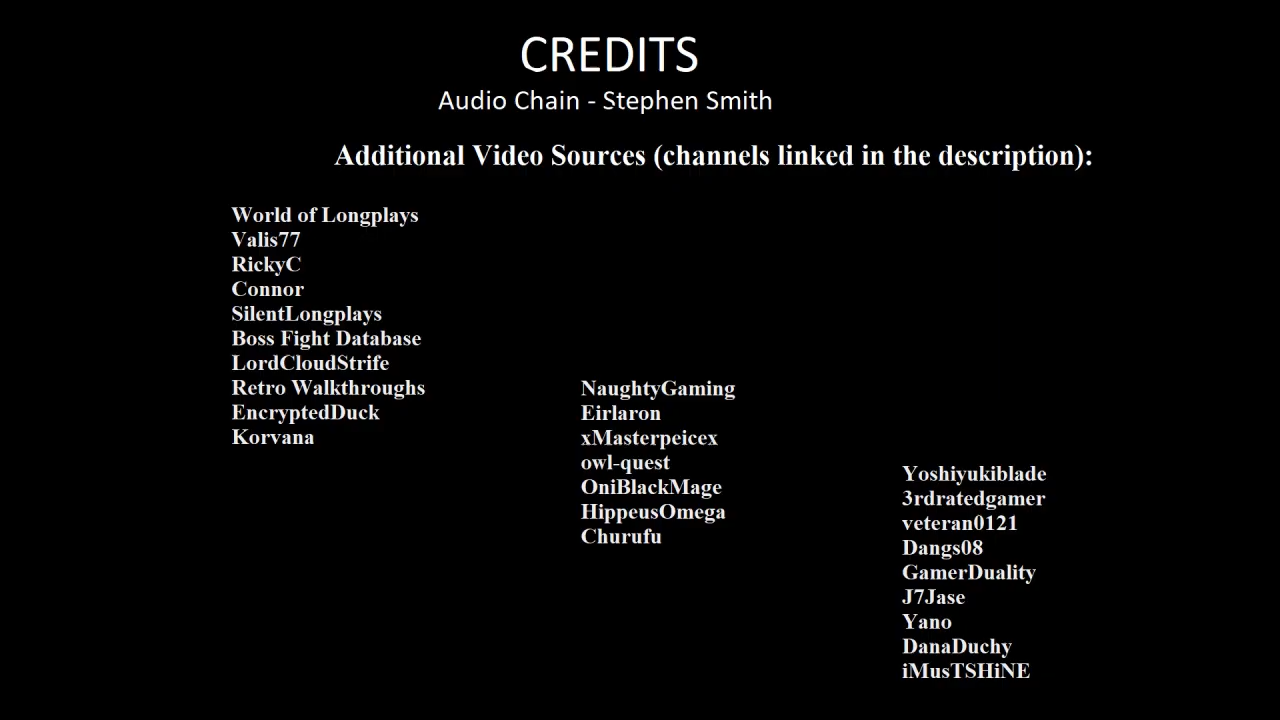 CREDITS
Audio Chain - Stephen Smith
Additional Video Sources (channels linked in the description):
World of Longplays
Valis77
RickyC
Connor
SilentLongplays
Boss Fight Database
LordCloudStrife
Retro Walkthroughs
EncryptedDuck
Korvana
NaughtyGaming
Eirlaron
xMasterpeicex
owl-quest
OniBlackMage
HippeusOmega
Churufu
Yoshiyukiblade
3rdratedgamer
veteran0121
Dangs08
GamerDuality
J7Jase
Yano
DanaDuchy
iMusTSHiNE